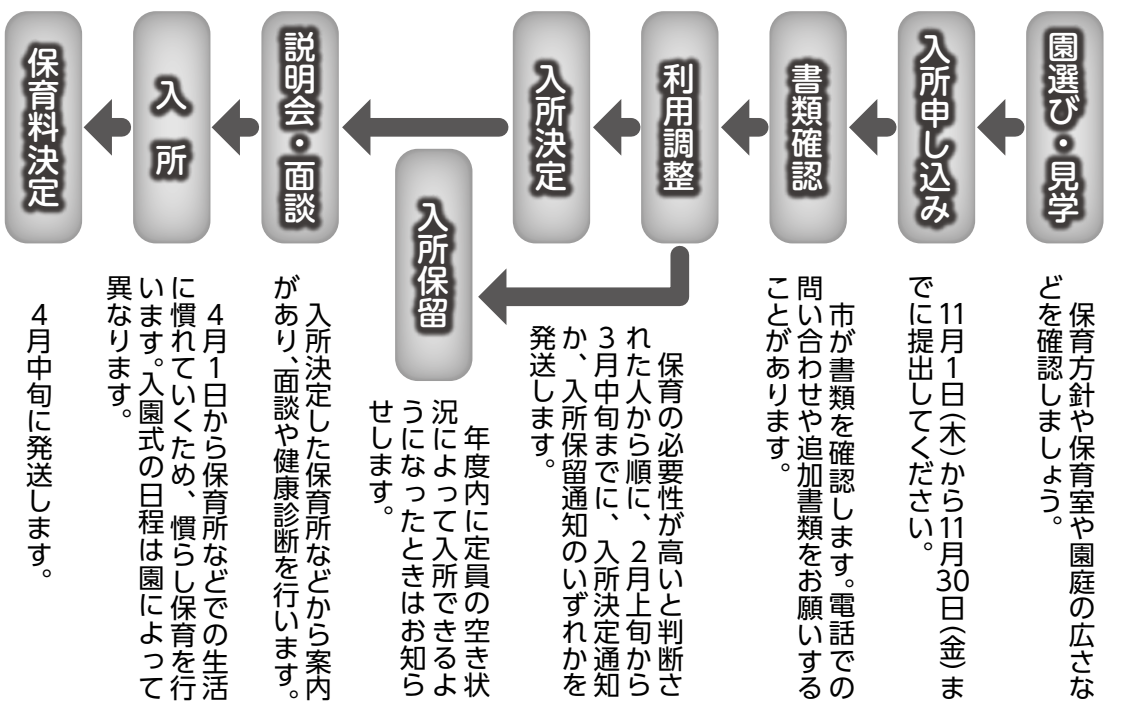 園選び・見学
保育方針や保育室や園庭の広さな
どを確認しましょう。
入所申し込み
11月1日(木)から11月30日(金)ま
でに提出してください。
書類確認
市が書類を確認します。電話での
問い合わせや追加書類をお願いする
ことがあります。
利用調整
入所決定
保育の必要性が高いと判断さ
れた人から順に、2月上旬から
3月中旬までに、入所決定通知
か、入所保留通知のいずれかを
発送します。
入所保留
年度内に定員の空き状
況によって入所できるよ
うになったときはお知ら
せします。
説明会・面談
入所決定した保育所などから案内
があり、面談や健康診断を行います。
入所
4月1日から保育所などでの生活
に慣れていくため、慣らし保育を行
います。入園式の日程は園によって
異なります。
保育料決定
4月中旬に発送します。